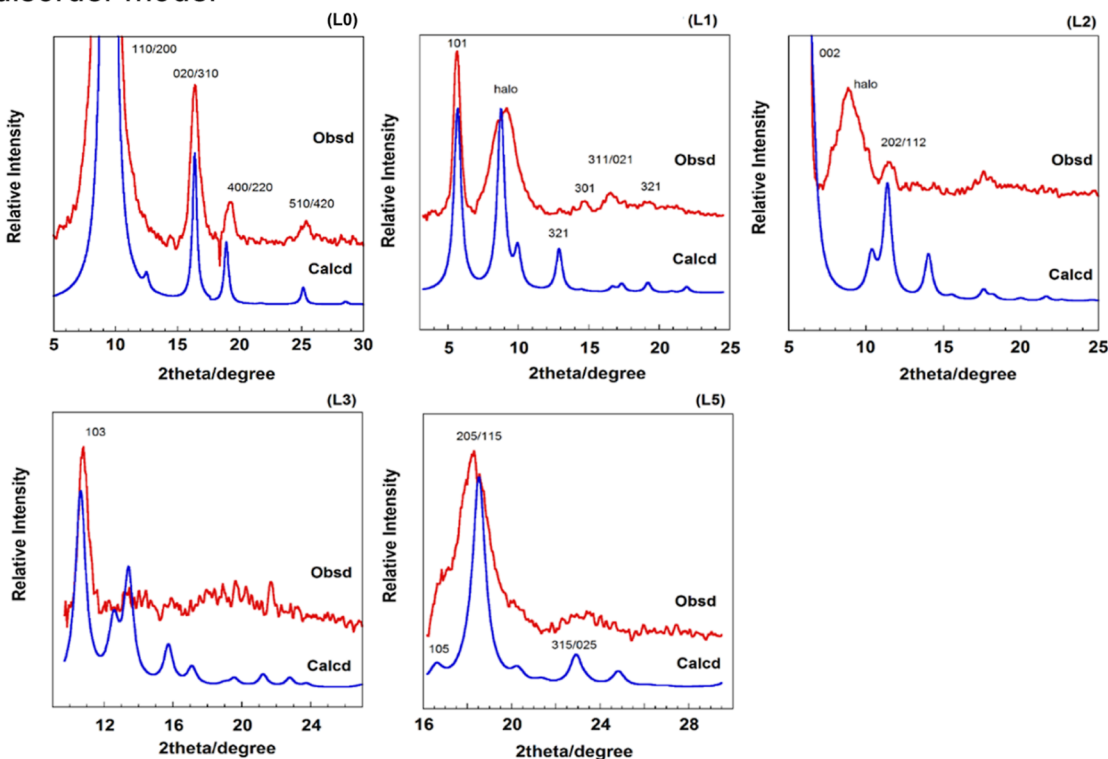 disorder model
(L0)
110/200
020/310
400/220
510/420
Obsd
Calcd
Relative Intensity
5 10 15 20 25 30
2theta/degree
(L1)
101
halo
311/021
301
321
321
Obsd
Calcd
Relative Intensity
5 10 15 20 25
2theta/degree
(L2)
002
halo
202/112
Obsd
Calcd
Relative Intensity
5 10 15 20 25
2theta/degree
(L3)
103
Obsd
Calcd
Relative Intensity
12 16 20 24
2theta/degree
(L5)
205/115
105
315/025
Obsd
Calcd
Relative Intensity
16 20 24 28
2theta/degree